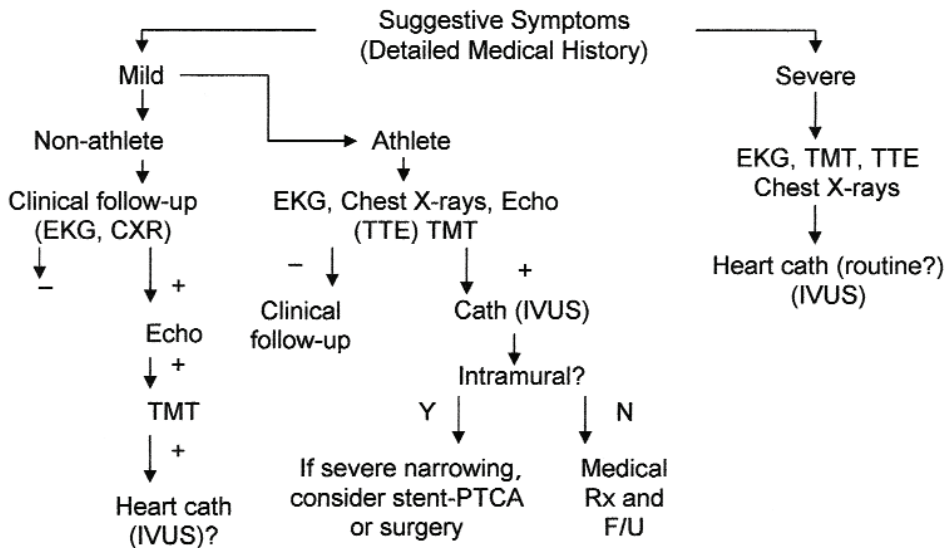 Suggestive Symptoms
(Detailed Medical History)
Mild
Severe
Non-athlete
Athlete
EKG, TMT, TTE
Chest X-rays
Clinical follow-up
(EKG, CXR)
EKG, Chest X-rays, Echo
(TTE) TMT
Heart cath (routine?)
(IVUS)
–
+
–
+
Clinical
follow-up
Cath (IVUS)
Echo
+
Intramural?
TMT
Y
N
+
If severe narrowing,
consider stent-PTCA
or surgery
Medical
Rx and
F/U
Heart cath
(IVUS)?